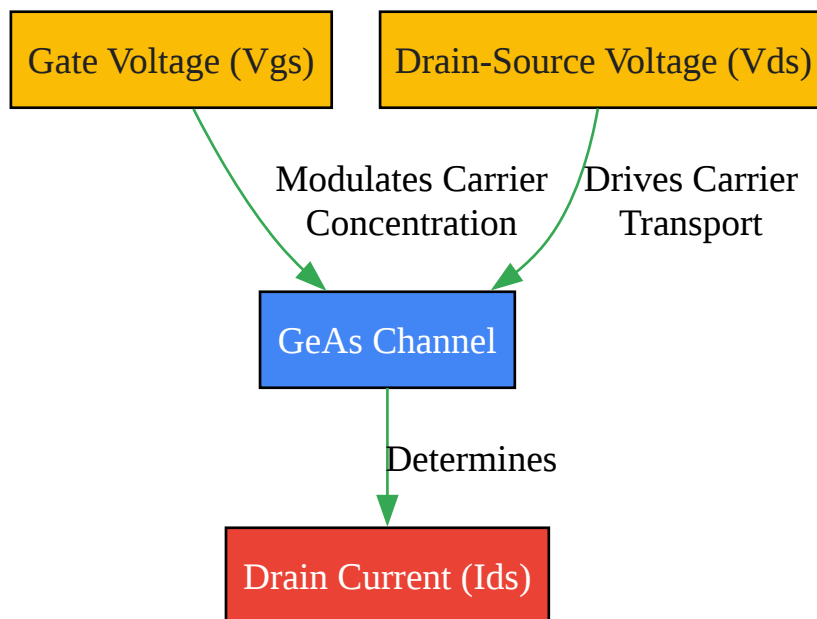 Gate Voltage (Vgs)
Drain-Source Voltage (Vds)
Modulates Carrier
Concentration
Drives Carrier
Transport
GeAs Channel
Determines
Drain Current (Ids)